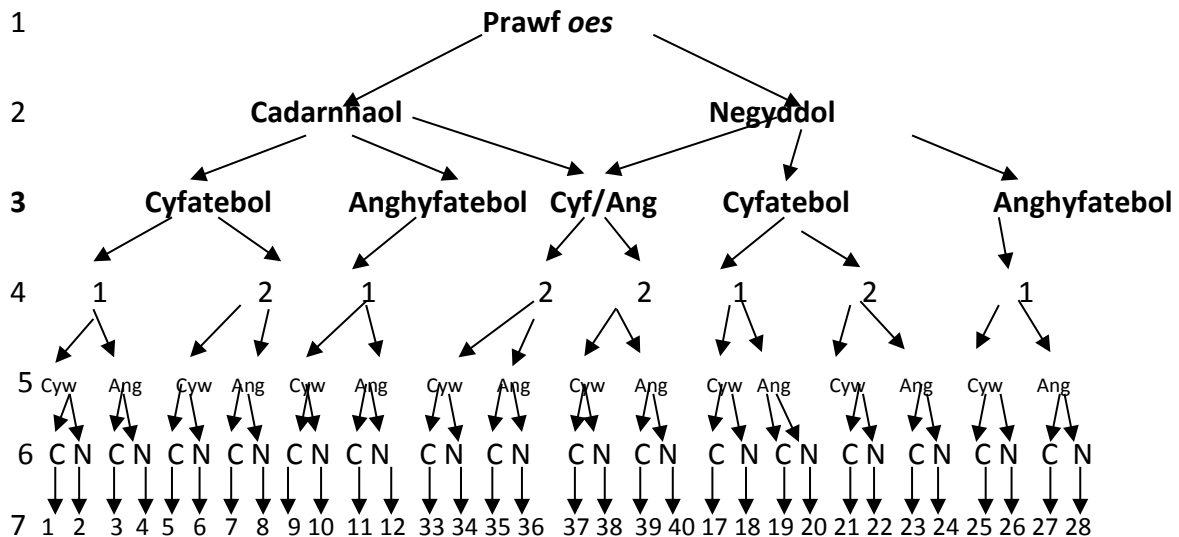 1 Prawf oes
2 Cadarnhaol Negyddol
3 Cyfatebol Anghyfatebol Cyf/Ang Cyfatebol Anghyfatebol
4 1 2 1 2 2 1 2 1
5 Cyw Ang Cyw Ang Cyw Ang Cyw Ang Cyw Ang Cyw Ang Cyw Ang Cyw Ang
6 C N C N C N C N C N C N C N C N C N C N C N C N C N C N C N C N
7 1 2 3 4 5 6 7 8 9 10 11 12 33 34 35 36 37 38 39 40 17 18 19 20 21 22 23 24 25 26 27 28